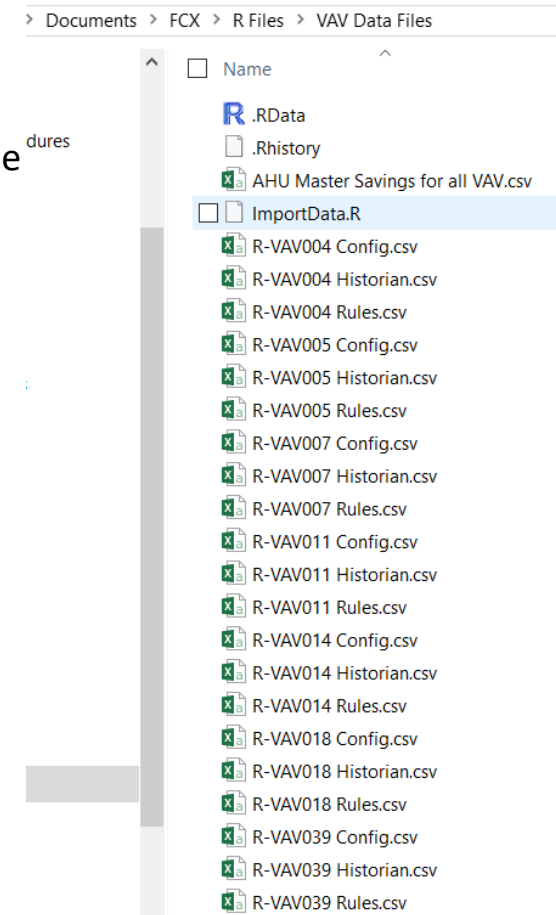 > Documents > FCX > R Files > VAV Data Files
Name
dures
e
.RData
.Rhistory
AHU Master Savings for all VAV.csv
ImportData.R
R-VAV004 Config.csv
R-VAV004 Historian.csv
R-VAV004 Rules.csv
R-VAV005 Config.csv
R-VAV005 Historian.csv
R-VAV005 Rules.csv
R-VAV007 Config.csv
R-VAV007 Historian.csv
R-VAV007 Rules.csv
R-VAV011 Config.csv
R-VAV011 Historian.csv
R-VAV011 Rules.csv
R-VAV014 Config.csv
R-VAV014 Historian.csv
R-VAV014 Rules.csv
R-VAV018 Config.csv
R-VAV018 Historian.csv
R-VAV018 Rules.csv
R-VAV039 Config.csv
R-VAV039 Historian.csv
R-VAV039 Rules.csv